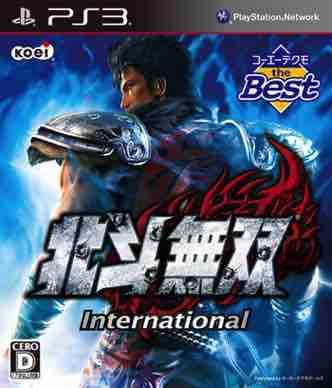 PS3
PlayStation Network
KOEI
コーエーテクモ
the
Best
北斗無双
International
CERO
D